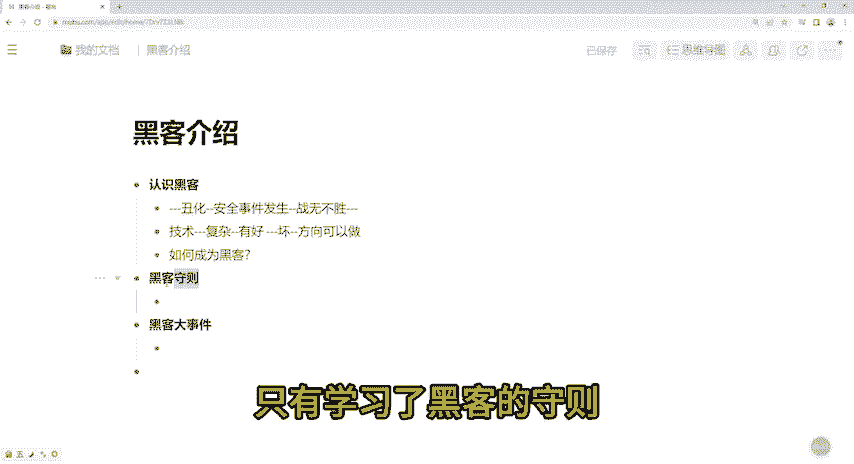 我的文档 | 黑客介绍
已保存
思维导图
黑客介绍
认识黑客
---丑化--安全事件发生--战无不胜---
技术---复杂--有好 ---坏--方向可以做
如何成为黑客?
黑客守则
黑客大事件
只有学习了黑客的守则